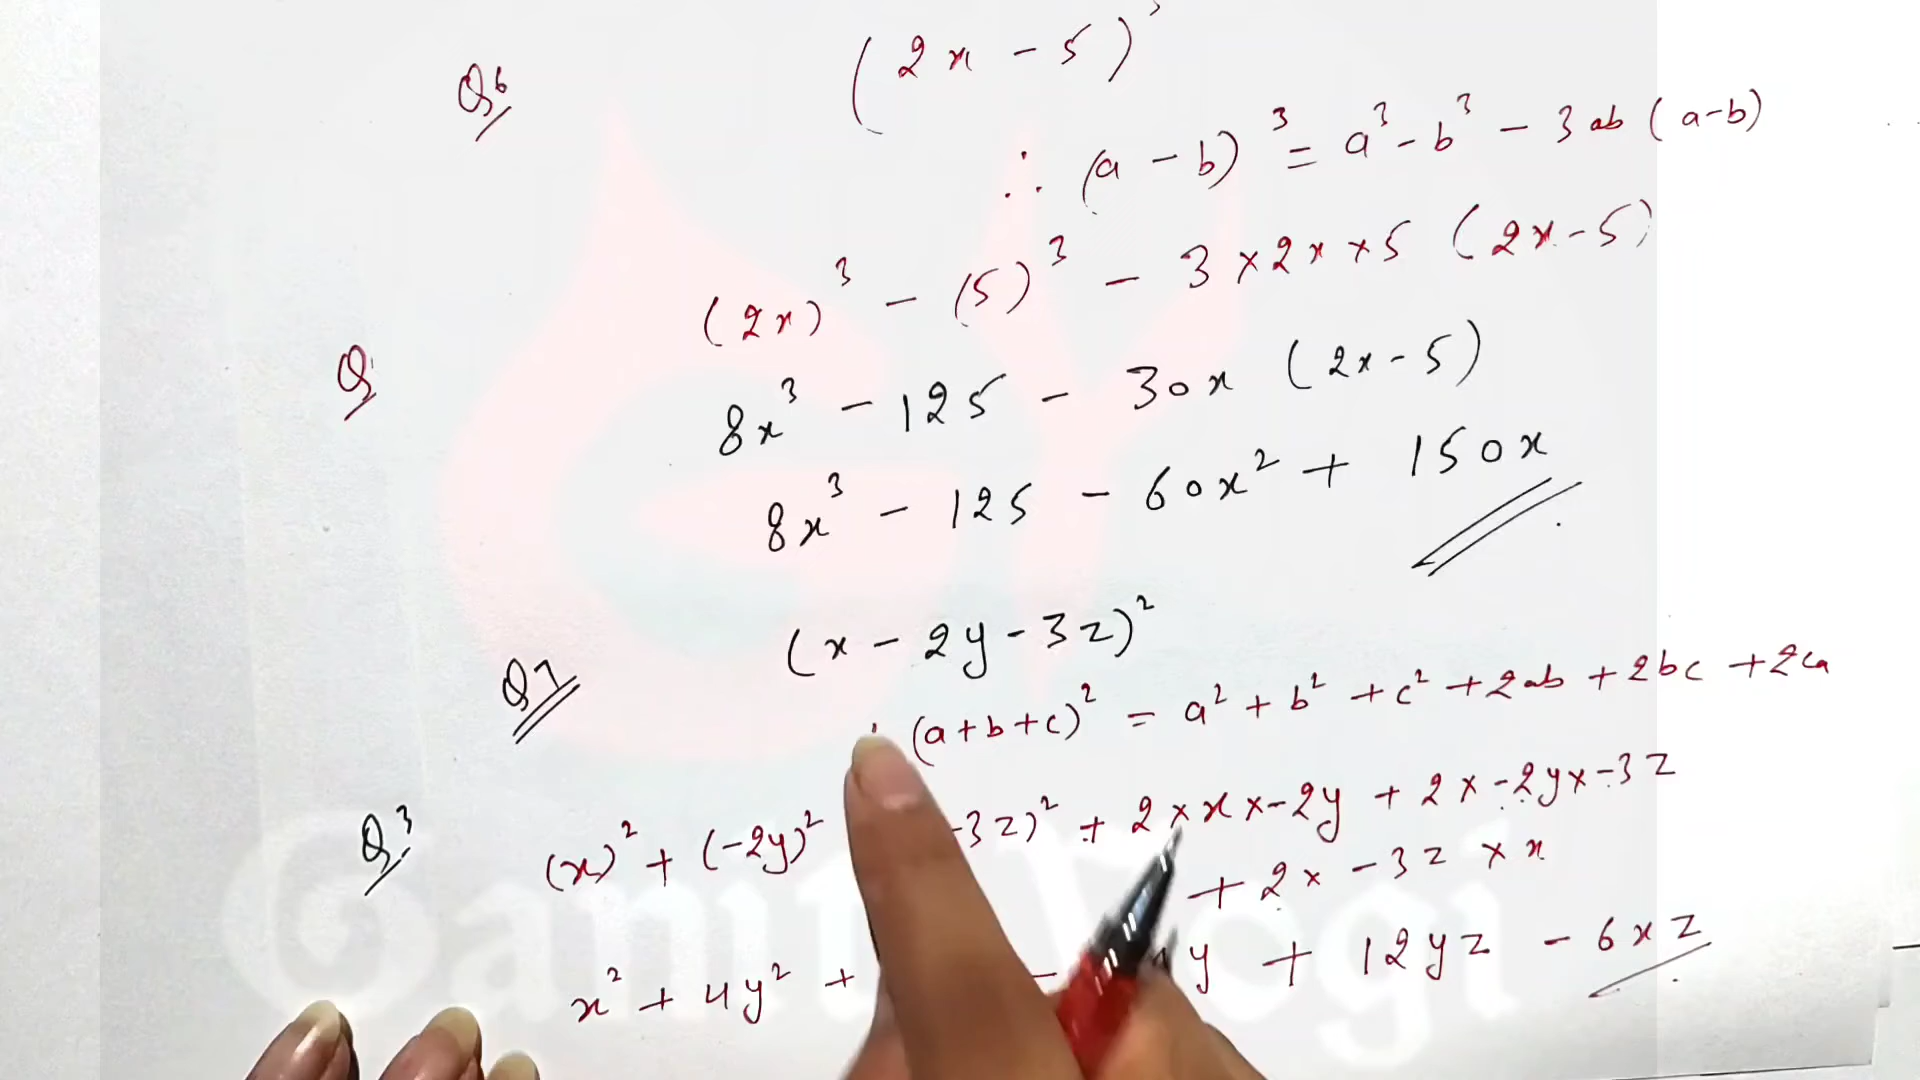 Q6 (2x - 5)³
∴ (a - b)³ = a³ - b³ - 3ab (a-b)
(2x)³ - (5)³ - 3×2x×5 (2x-5)
Q 8x³ - 125 - 30x (2x-5)
8x³ - 125 - 60x² + 150x
Q7 (x - 2y - 3z)²
(a+b+c)² = a² + b² + c² + 2ab + 2bc + 2ca
Q3 (x)² + (-2y)² -3z)² + 2×x×-2y + 2×-2y×-3z
+ 2× -3z × x
x² + 4y² + - y + 12yz - 6xz
Ganit Yogi